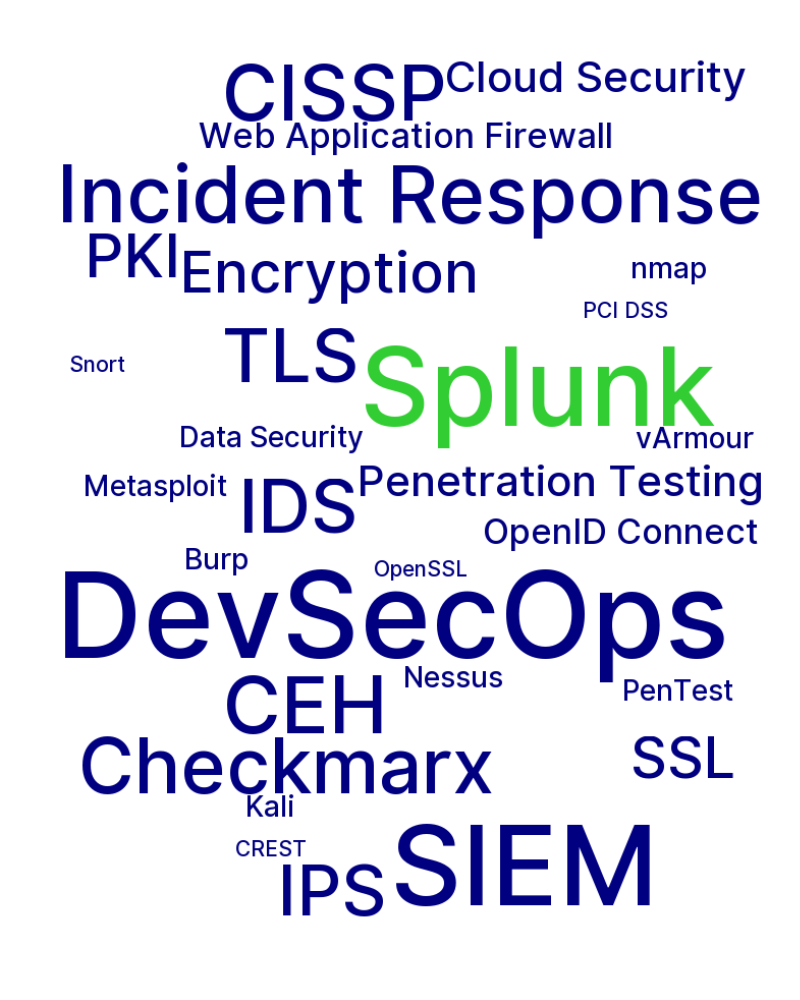 CISSP
Cloud Security
Web Application Firewall
Incident Response
PKI
Encryption
nmap
PCI DSS
TLS
Snort
Splunk
Data Security
vArmour
Metasploit
IDS
Penetration Testing
OpenID Connect
Burp
OpenSSL
DevSecOps
CEH
Nessus
PenTest
Checkmarx
SSL
Kali
CREST
IPS
SIEM